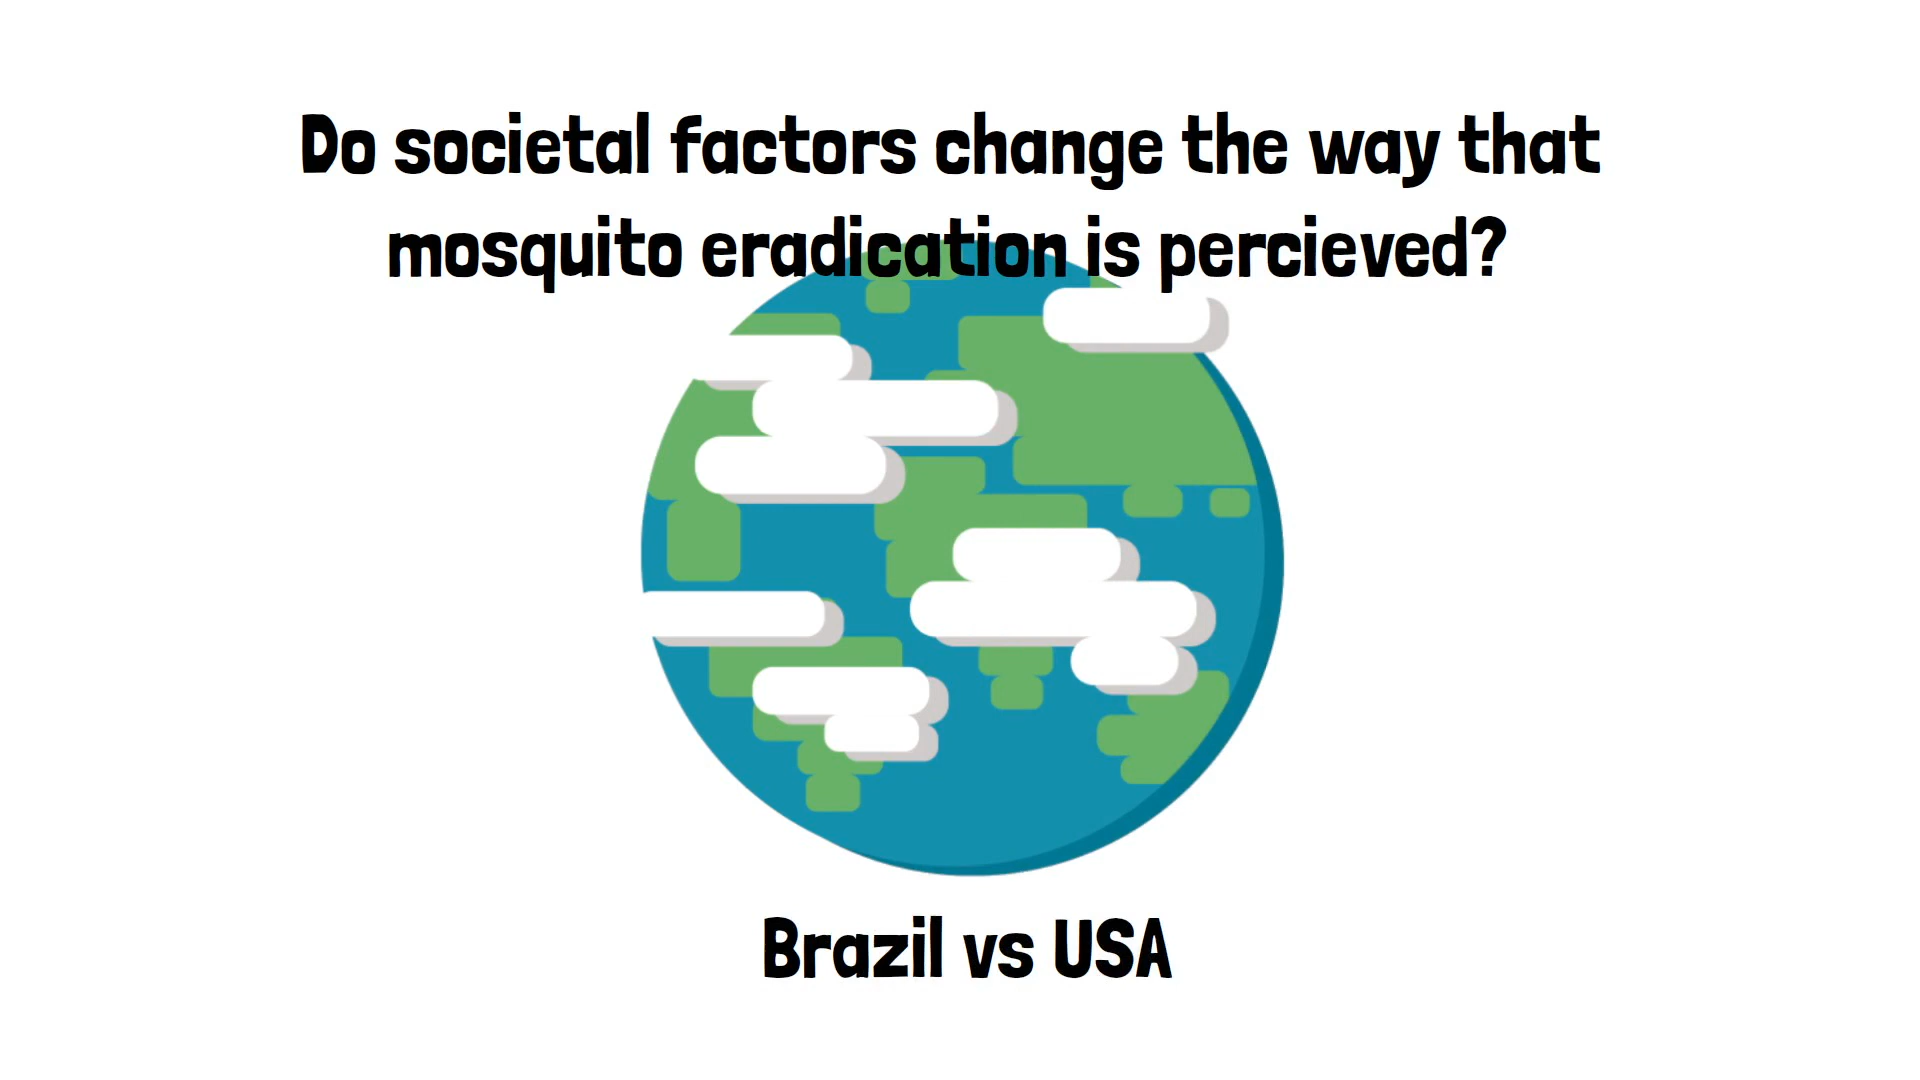 Do societal factors change the way that
mosquito eradication is percieved?
Brazil vs USA